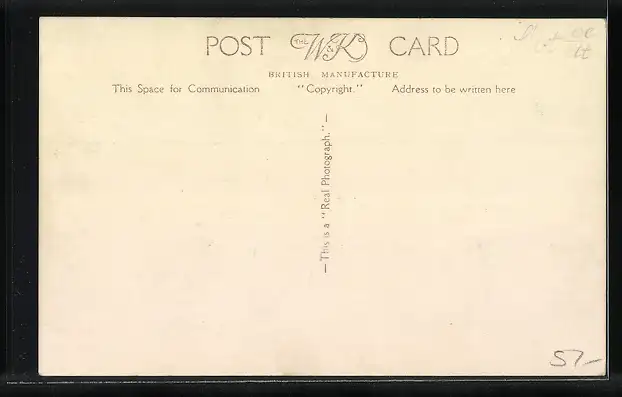 POST THE W&K CARD
BRITISH MANUFACTURE
This Space for Communication "Copyright." Address to be written here
—This is a "Real Photograph."—
57-